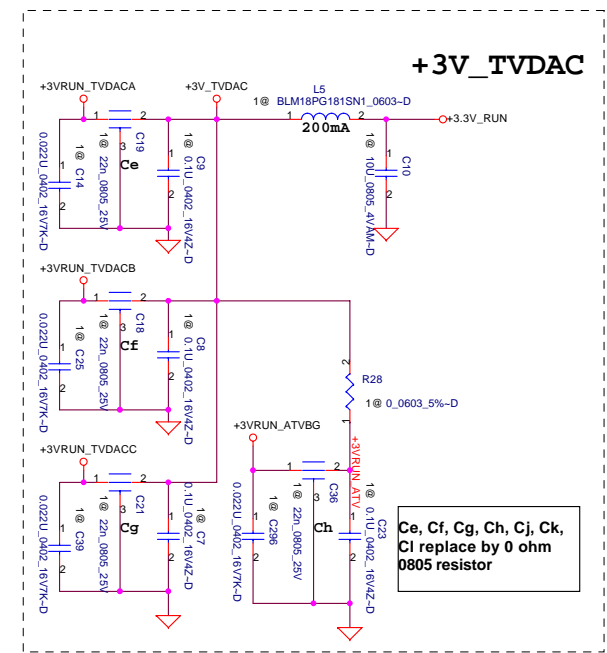 +3V_TVDAC
+3VRUN_TVDACA
+3V_TVDAC
L5
1@ BLM18PG181SN1_0603~D
200mA
+3.3V_RUN
1
2
3
1
2
C14
1@
0.022U_0402_16V7K~D
C19
Ce
1@ 22n_0805_25V
1
2
C9
1@
0.1U_0402_16V4Z~D
1
2
1
2
C10
1@
10U_0805_4VAM~D
+3VRUN_TVDACB
1
2
3
1
2
C25
1@
0.022U_0402_16V7K~D
C18
Cf
1@ 22n_0805_25V
1
2
C8
1@
0.1U_0402_16V4Z~D
2
1
R28
1@ 0_0603_5%~D
+3VRUN_TVDACC
1
2
3
1
2
C39
1@
0.022U_0402_16V7K~D
C21
Cg
1@ 22n_0805_25V
1
2
C7
1@
0.1U_0402_16V4Z~D
+3VRUN_ATVBG
+3VRUN_ATV
1
2
3
1
2
C296
1@
0.022U_0402_16V7K~D
C36
Ch
1@ 22n_0805_25V
1
2
C23
1@
0.1U_0402_16V4Z~D
Ce, Cf, Cg, Ch, Cj, Ck,
Cl replace by 0 ohm
0805 resistor